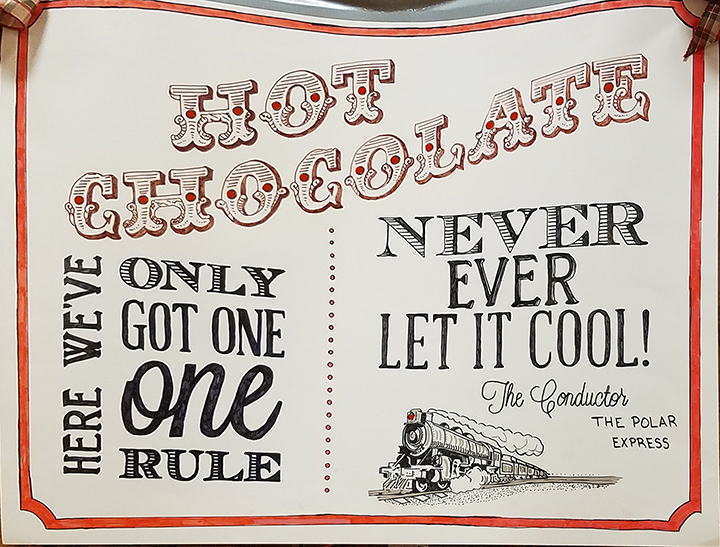 HOT
CHOCOLATE
HERE WE'VE
ONLY
GOT ONE
one
RULE
NEVER
EVER
LET IT COOL!
The Conductor
THE POLAR
EXPRESS